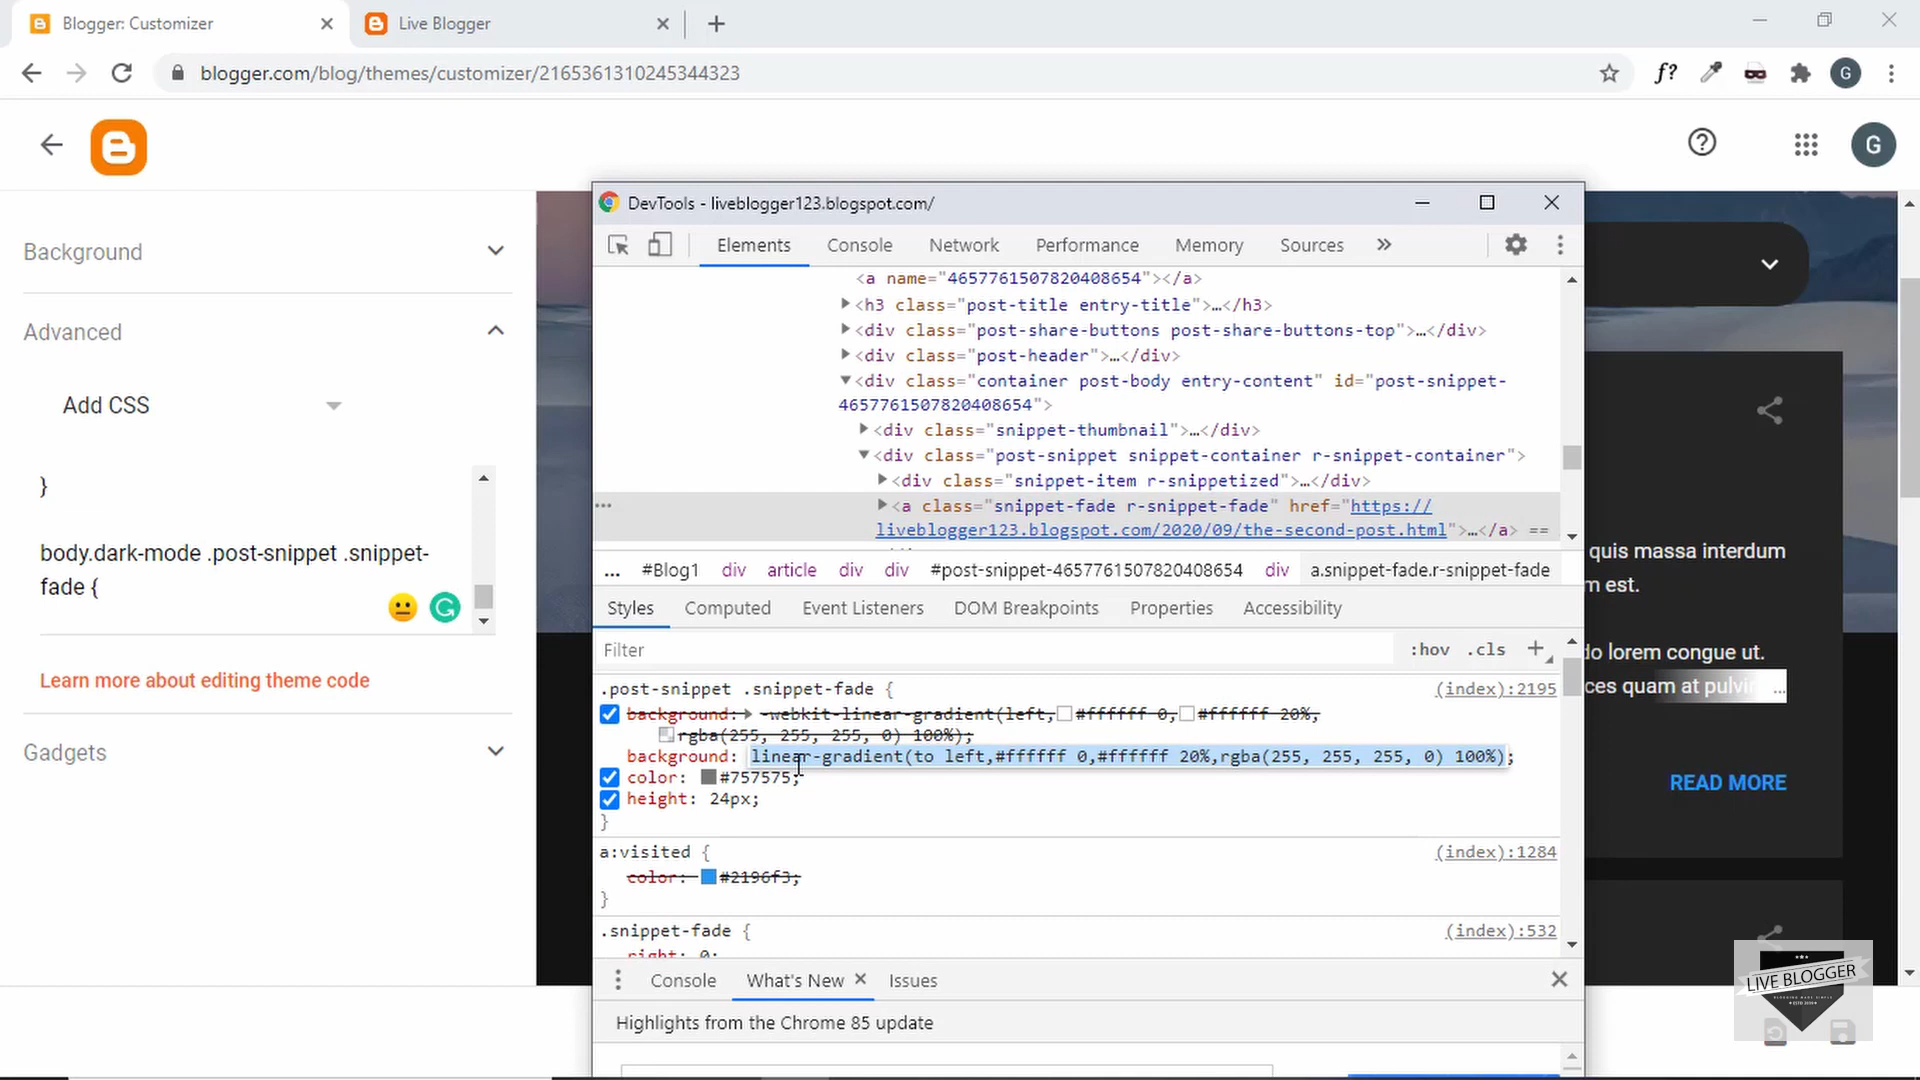 Blogger: Customizer
Live Blogger
blogger.com/blog/themes/customizer/2165361310245344323
f?
G
G
Background
Advanced
Add CSS
}
body.dark-mode .post-snippet .snippet-
fade {
Learn more about editing theme code
Gadgets
DevTools - liveblogger123.blogspot.com/
Elements Console Network Performance Memory Sources
<a name="4657761507820408654"></a>
<h3 class="post-title entry-title">…</h3>
<div class="post-share-buttons post-share-buttons-top">…</div>
<div class="post-header">…</div>
<div class="container post-body entry-content" id="post-snippet-
4657761507820408654">
<div class="snippet-thumbnail">…</div>
<div class="post-snippet snippet-container r-snippet-container">
<div class="snippet-item r-snippetized">…</div>
<a class="snippet-fade r-snippet-fade" href="https://
liveblogger123.blogspot.com/2020/09/the-second-post.html">…</a> ==
... #Blog1 div article div div #post-snippet-4657761507820408654 div a.snippet-fade.r-snippet-fade
Styles Computed Event Listeners DOM Breakpoints Properties Accessibility
Filter :hov .cls +
.post-snippet .snippet-fade { (index):2195
background: -webkit-linear-gradient(left,#ffffff 0,#ffffff 20%,
rgba(255, 255, 255, 0) 100%);
background: linear-gradient(to left,#ffffff 0,#ffffff 20%,rgba(255, 255, 255, 0) 100%);
color: #757575;
height: 24px;
}
a:visited { (index):1284
color: #2196f3;
}
.snippet-fade { (index):532
right: 0;
Console What's New Issues
Highlights from the Chrome 85 update
quis massa interdum
m est.
do lorem congue ut.
ces quam at pulvin ...
READ MORE
LIVE BLOGGER